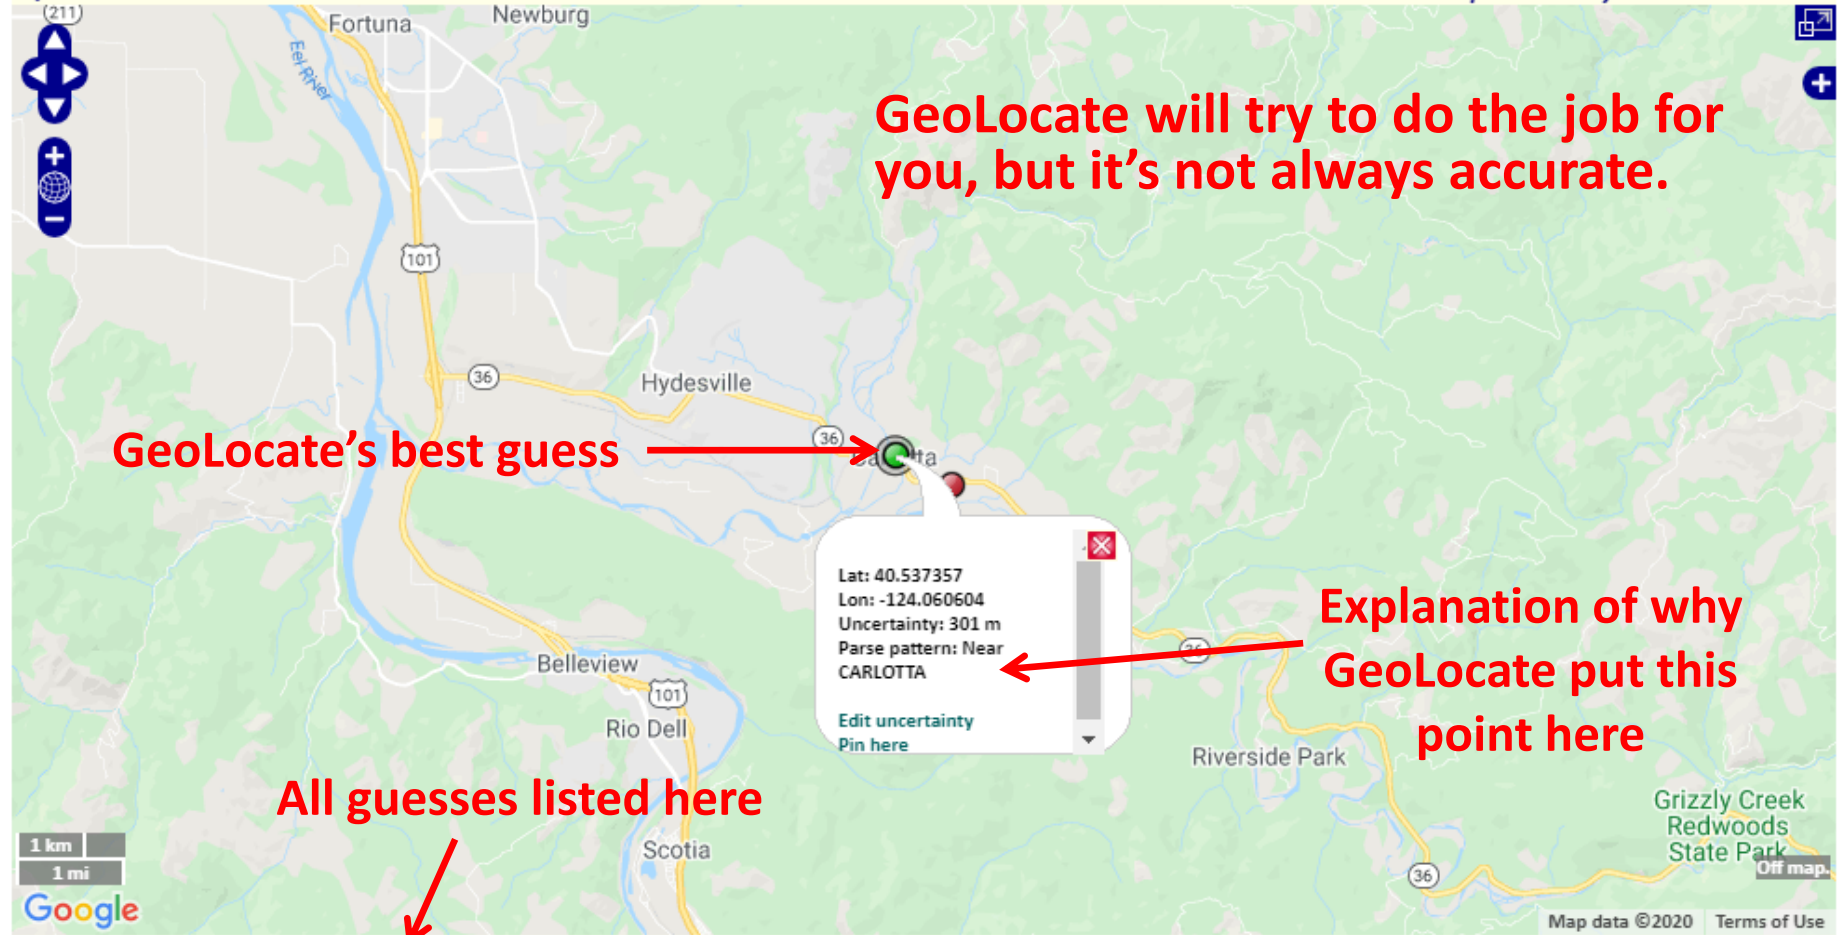 (211)
Fortuna
Newburg
Eel River
GeoLocate will try to do the job for
you, but it's not always accurate.
101
36
Hydesville
36
GeoLocate's best guess
Lat: 40.537357
Lon: -124.060604
Uncertainty: 301 m
Parse pattern: Near
CARLOTTA
Edit uncertainty
Pin here
Explanation of why
GeoLocate put this
point here
36
Belleview
101
Rio Dell
Riverside Park
All guesses listed here
Grizzly Creek
Redwoods
State Park
Off map.
1 km
1 mi
Scotia
36
Google
Map data ©2020
Terms of Use